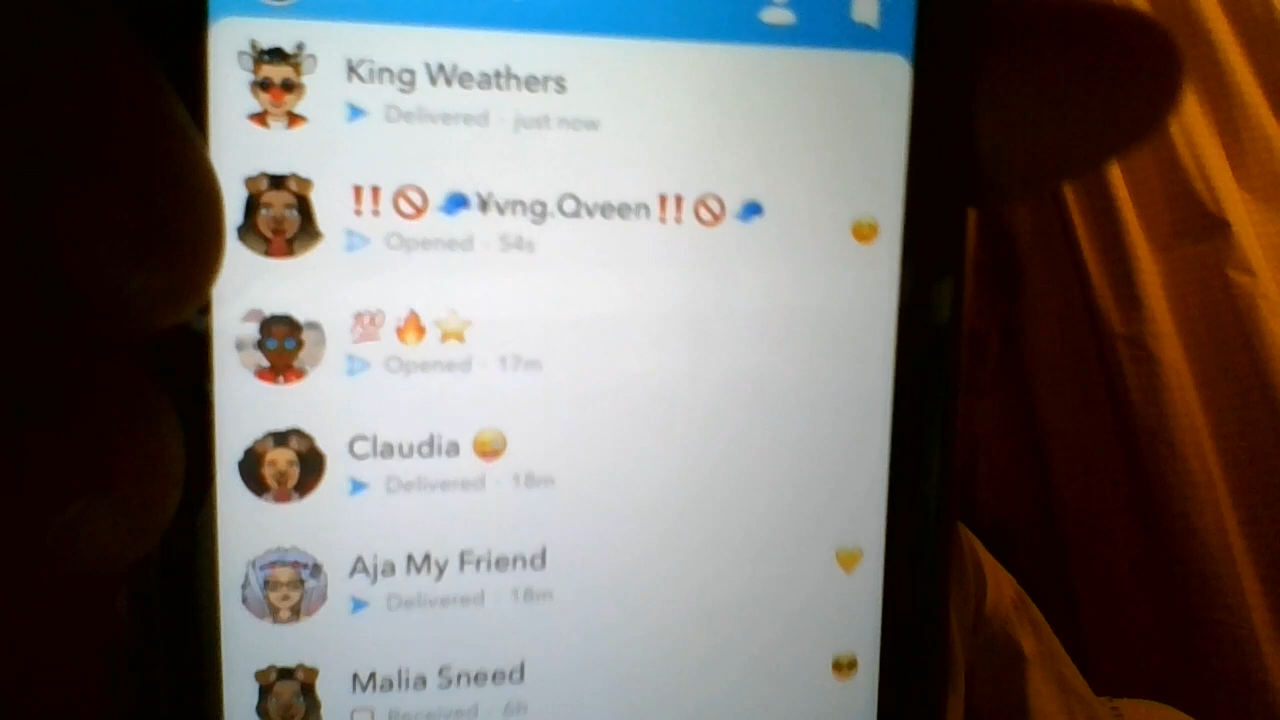 King Weathers
Delivered · just now
‼️🚫🧢¥vng.Qveen‼️🚫🧢
Opened · 54s
💯🔥⭐
Opened · 17m
Claudia
Delivered · 18m
Aja My Friend
Delivered · 18m
Malia Sneed
Received · 6h